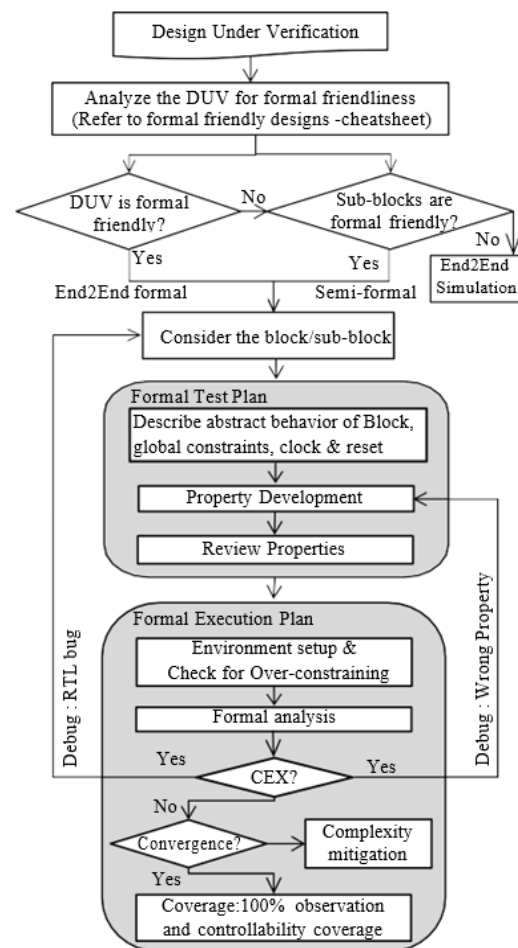 Design Under Verification
Analyze the DUV for formal friendliness
(Refer to formal friendly designs -cheatsheet)
DUV is formal
friendly?
No
Sub-blocks are
formal friendly?
Yes
Yes
No
End2End
Simulation
End2End formal
Semi-formal
Consider the block/sub-block
Formal Test Plan
Describe abstract behavior of Block,
global constraints, clock & reset
Property Development
Review Properties
Debug : RTL bug
Debug : Wrong Property
Formal Execution Plan
Environment setup &
Check for Over-constraining
Formal analysis
Yes
CEX?
Yes
No
Convergence?
Complexity
mitigation
Yes
Coverage:100% observation
and controllability coverage